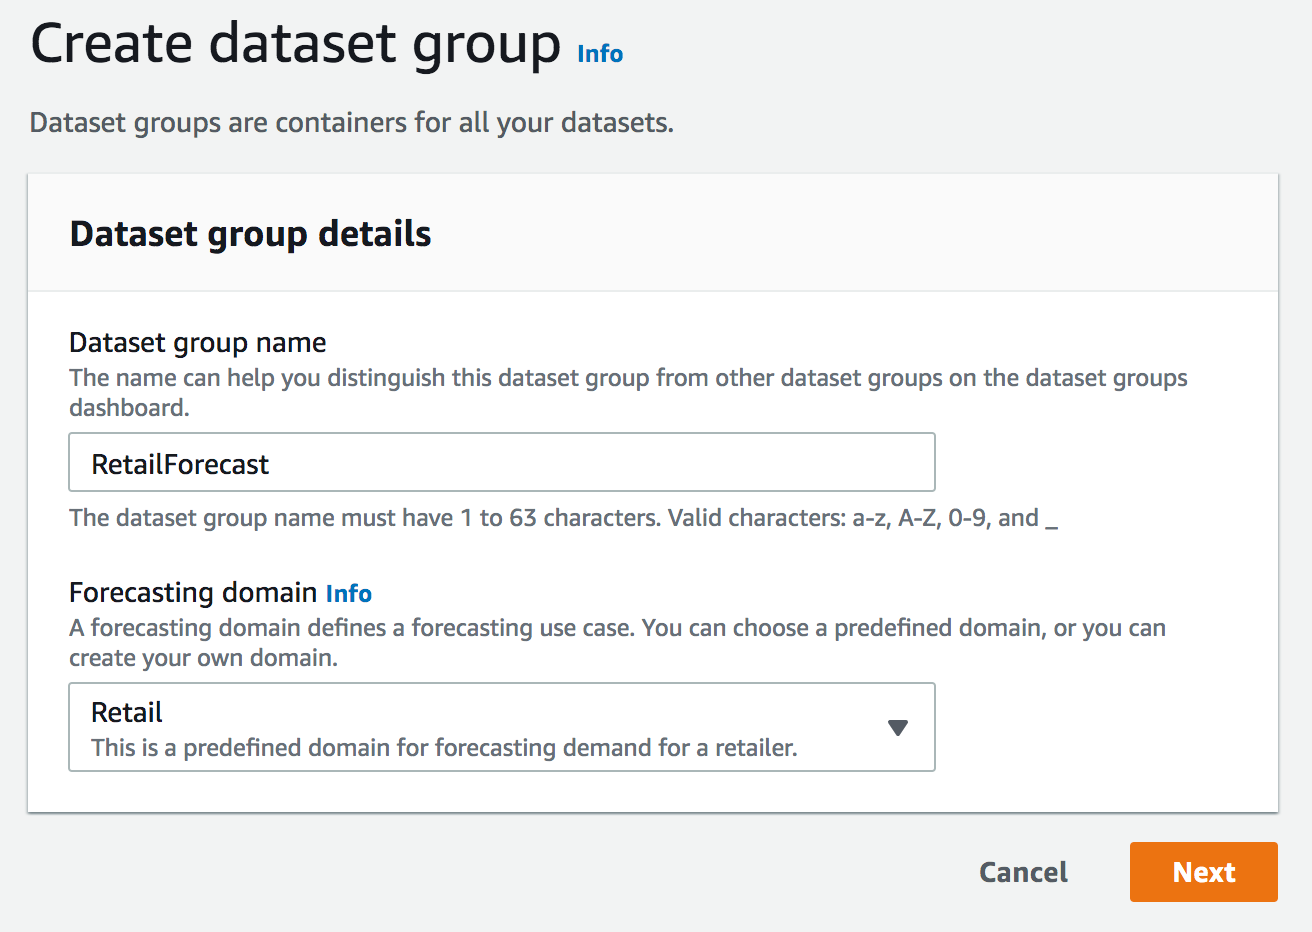 Create dataset group Info
Dataset groups are containers for all your datasets.
Dataset group details
Dataset group name
The name can help you distinguish this dataset group from other dataset groups on the dataset groups
dashboard.
RetailForecast
The dataset group name must have 1 to 63 characters. Valid characters: a-z, A-Z, 0-9, and _
Forecasting domain Info
A forecasting domain defines a forecasting use case. You can choose a predefined domain, or you can
create your own domain.
Retail
This is a predefined domain for forecasting demand for a retailer.
Cancel Next